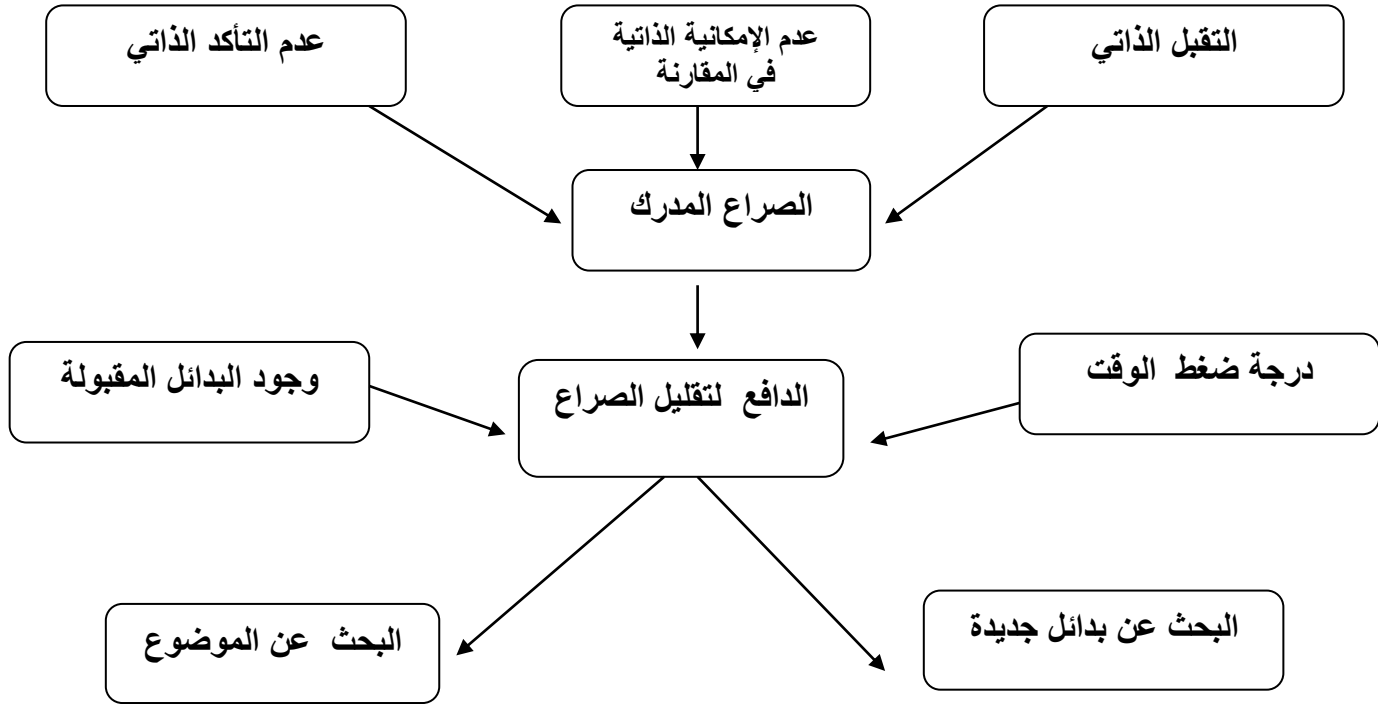 التقبل الذاتي
عدم الإمكانية الذاتية
في المقارنة
عدم التأكد الذاتي
الصراع المدرك
درجة ضغط الوقت
الدافع لتقليل الصراع
وجود البدائل المقبولة
البحث عن بدائل جديدة
البحث عن الموضوع